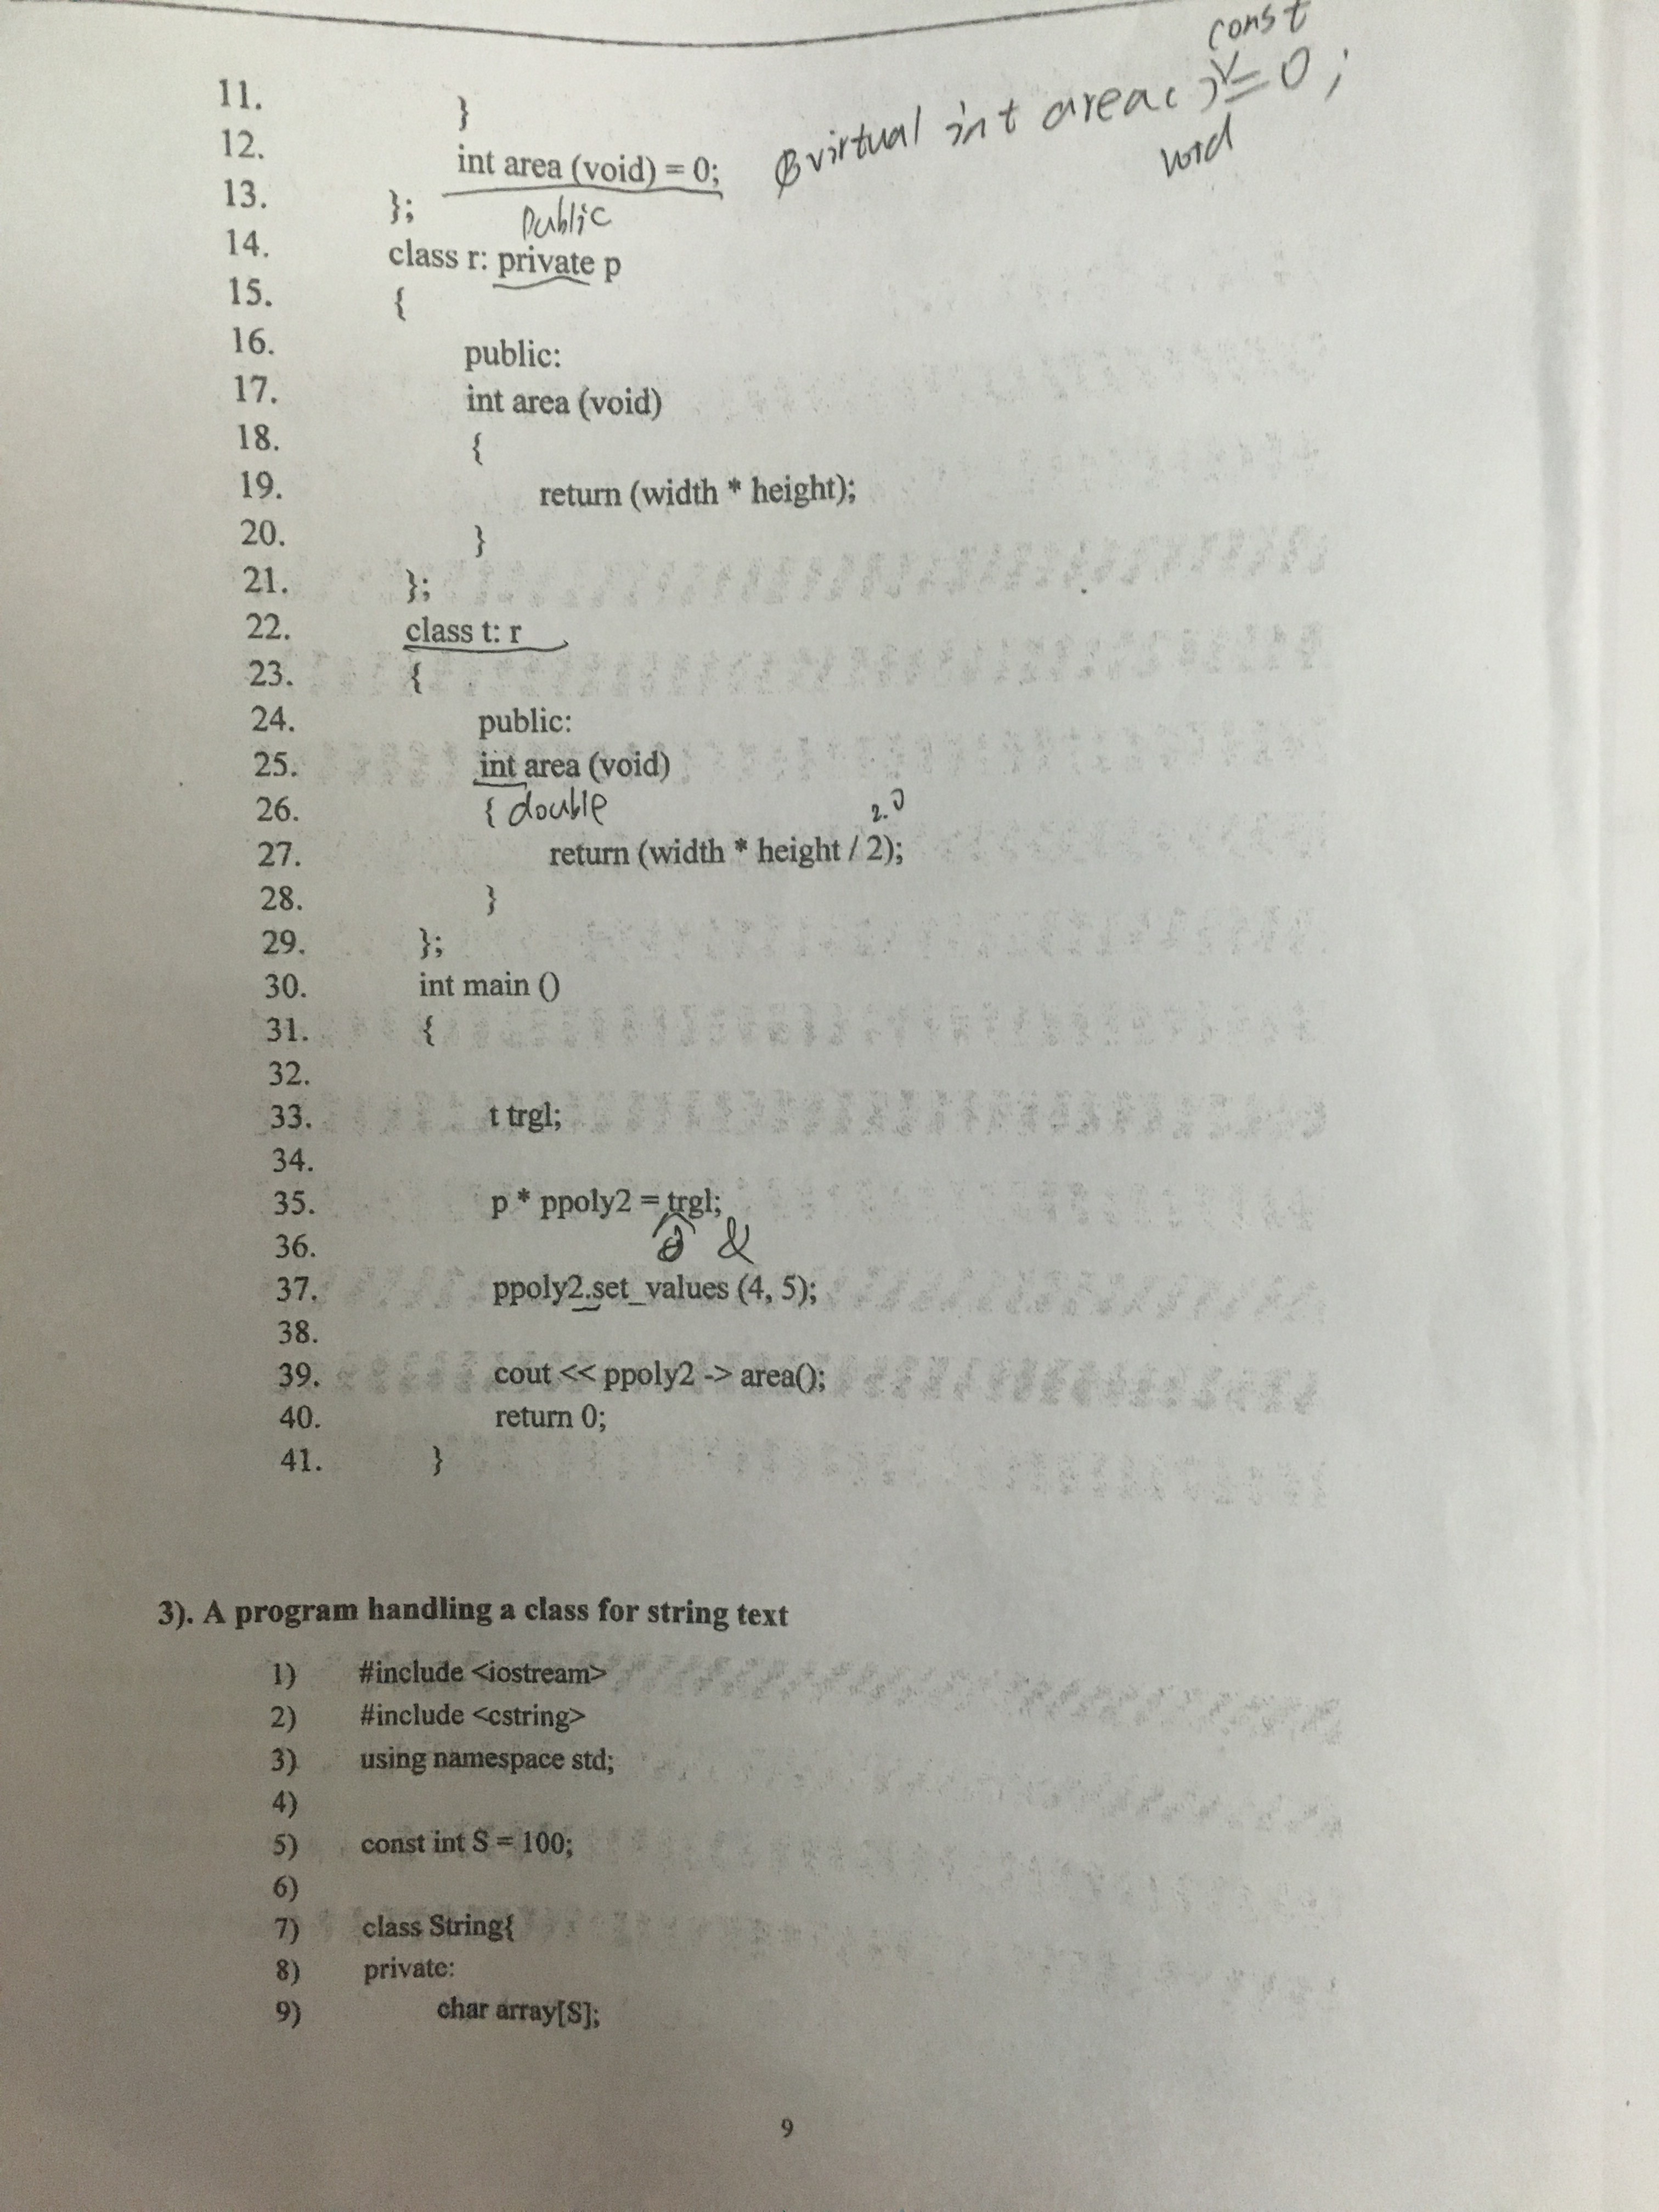 const
virtual int area( ) = 0;
void
11. }
12. int area (void) = 0;
13. };
public
14. class r: private p
15. {
16. public:
17. int area (void)
18. {
19. return (width * height);
20. }
21. };
22. class t: r
23. {
24. public:
25. int area (void)
26. { double
2.0
27. return (width * height / 2);
28. }
29. };
30. int main ()
31. {
32.
33. t trgl;
34.
35. p * ppoly2 = trgl;
36. &
37. ppoly2.set_values (4, 5);
38.
39. cout << ppoly2 -> area();
40. return 0;
41. }
3). A program handling a class for string text
1) #include <iostream>
2) #include <cstring>
3) using namespace std;
4)
5) const int S = 100;
6)
7) class String{
8) private:
9) char array[S];
9